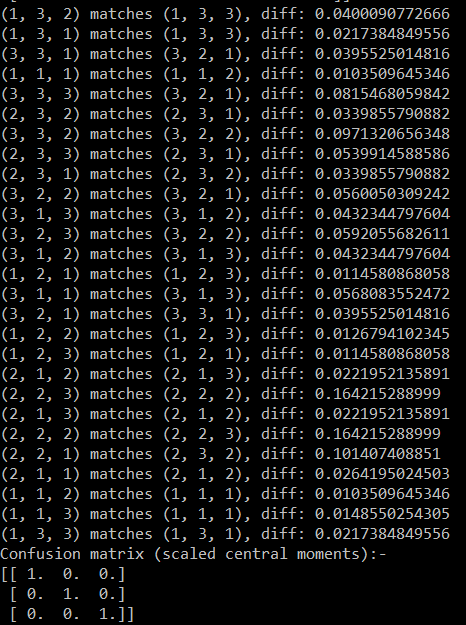 (1, 3, 2) matches (1, 3, 3), diff: 0.0400090772666
(1, 3, 1) matches (1, 3, 3), diff: 0.0217384849556
(3, 3, 1) matches (3, 2, 1), diff: 0.0395525014816
(1, 1, 1) matches (1, 1, 2), diff: 0.0103509645346
(3, 3, 3) matches (3, 2, 1), diff: 0.0815468059842
(2, 3, 2) matches (2, 3, 1), diff: 0.0339855790882
(3, 3, 2) matches (3, 2, 2), diff: 0.0971320656348
(2, 3, 3) matches (2, 3, 1), diff: 0.0539914588586
(2, 3, 1) matches (2, 3, 2), diff: 0.0339855790882
(3, 2, 2) matches (3, 2, 1), diff: 0.0560050309242
(3, 1, 3) matches (3, 1, 2), diff: 0.0432344797604
(3, 2, 3) matches (3, 2, 2), diff: 0.0592055682611
(3, 1, 2) matches (3, 1, 3), diff: 0.0432344797604
(1, 2, 1) matches (1, 2, 3), diff: 0.0114580868058
(3, 1, 1) matches (3, 1, 3), diff: 0.0568083552472
(3, 2, 1) matches (3, 3, 1), diff: 0.0395525014816
(1, 2, 2) matches (1, 2, 3), diff: 0.0126794102345
(1, 2, 3) matches (1, 2, 1), diff: 0.0114580868058
(2, 1, 2) matches (2, 1, 3), diff: 0.0221952135891
(2, 2, 3) matches (2, 2, 2), diff: 0.164215288999
(2, 1, 3) matches (2, 1, 2), diff: 0.0221952135891
(2, 2, 2) matches (2, 2, 3), diff: 0.164215288999
(2, 2, 1) matches (2, 3, 2), diff: 0.101407408851
(2, 1, 1) matches (2, 1, 2), diff: 0.0264195024503
(1, 1, 2) matches (1, 1, 1), diff: 0.0103509645346
(1, 1, 3) matches (1, 1, 1), diff: 0.0148550254305
(1, 3, 3) matches (1, 3, 1), diff: 0.0217384849556
Confusion matrix (scaled central moments):-
[[ 1. 0. 0.]
[ 0. 1. 0.]
[ 0. 0. 1.]]